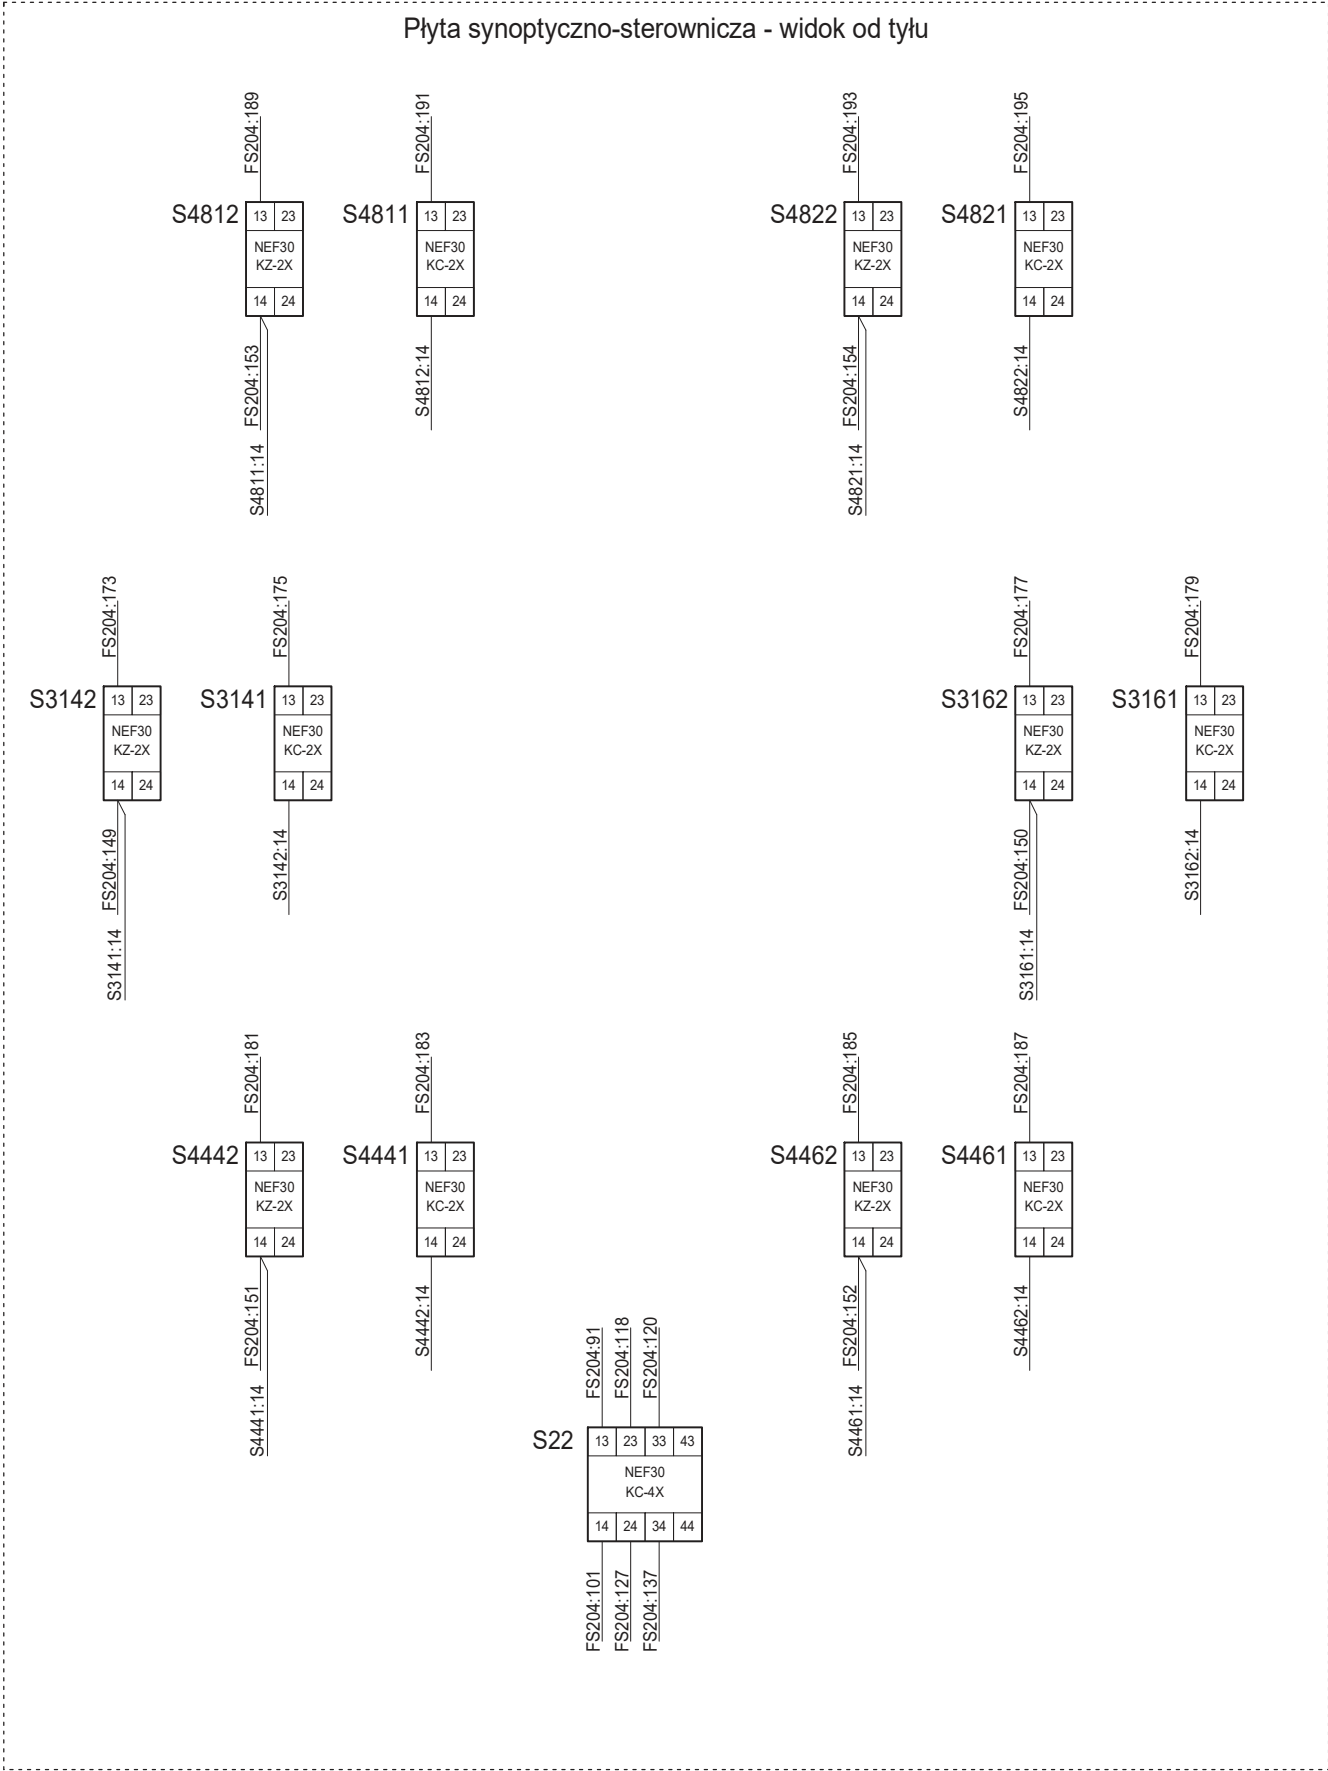 Płyta synoptyczno-sterownicza - widok od tyłu
FS204:189
FS204:191
FS204:193
FS204:195
S4812
13 23
NEF30
KZ-2X
14 24
S4811
13 23
NEF30
KC-2X
14 24
S4822
13 23
NEF30
KZ-2X
14 24
S4821
13 23
NEF30
KC-2X
14 24
FS204:153
S4811:14
S4812:14
FS204:154
S4821:14
S4822:14
FS204:173
FS204:175
FS204:177
FS204:179
S3142
13 23
NEF30
KZ-2X
14 24
S3141
13 23
NEF30
KC-2X
14 24
S3162
13 23
NEF30
KZ-2X
14 24
S3161
13 23
NEF30
KC-2X
14 24
FS204:149
S3141:14
S3142:14
FS204:150
S3161:14
S3162:14
FS204:181
FS204:183
FS204:185
FS204:187
S4442
13 23
NEF30
KZ-2X
14 24
S4441
13 23
NEF30
KC-2X
14 24
S4462
13 23
NEF30
KZ-2X
14 24
S4461
13 23
NEF30
KC-2X
14 24
FS204:151
S4441:14
S4442:14
FS204:152
S4461:14
S4462:14
FS204:91
FS204:118
FS204:120
S22
13 23 33 43
NEF30
KC-4X
14 24 34 44
FS204:101
FS204:127
FS204:137